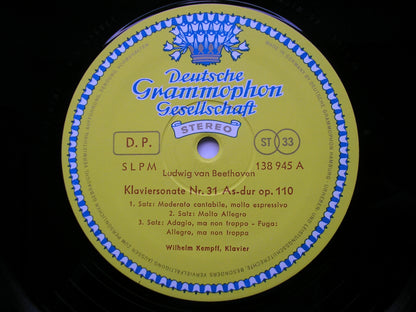 Deutsche
Grammophon
Gesellschaft
STEREO
D. P.
ST 33
SLPM
138 945 A
Ludwig van Beethoven
Klaviersonate Nr. 31 As-dur op. 110
1. Satz: Moderato cantabile, molto espressivo
2. Satz: Molto Allegro
3. Satz: Adagio, ma non troppo - Fuga:
Allegro, ma non troppo
Wilhelm Kempff, Klavier